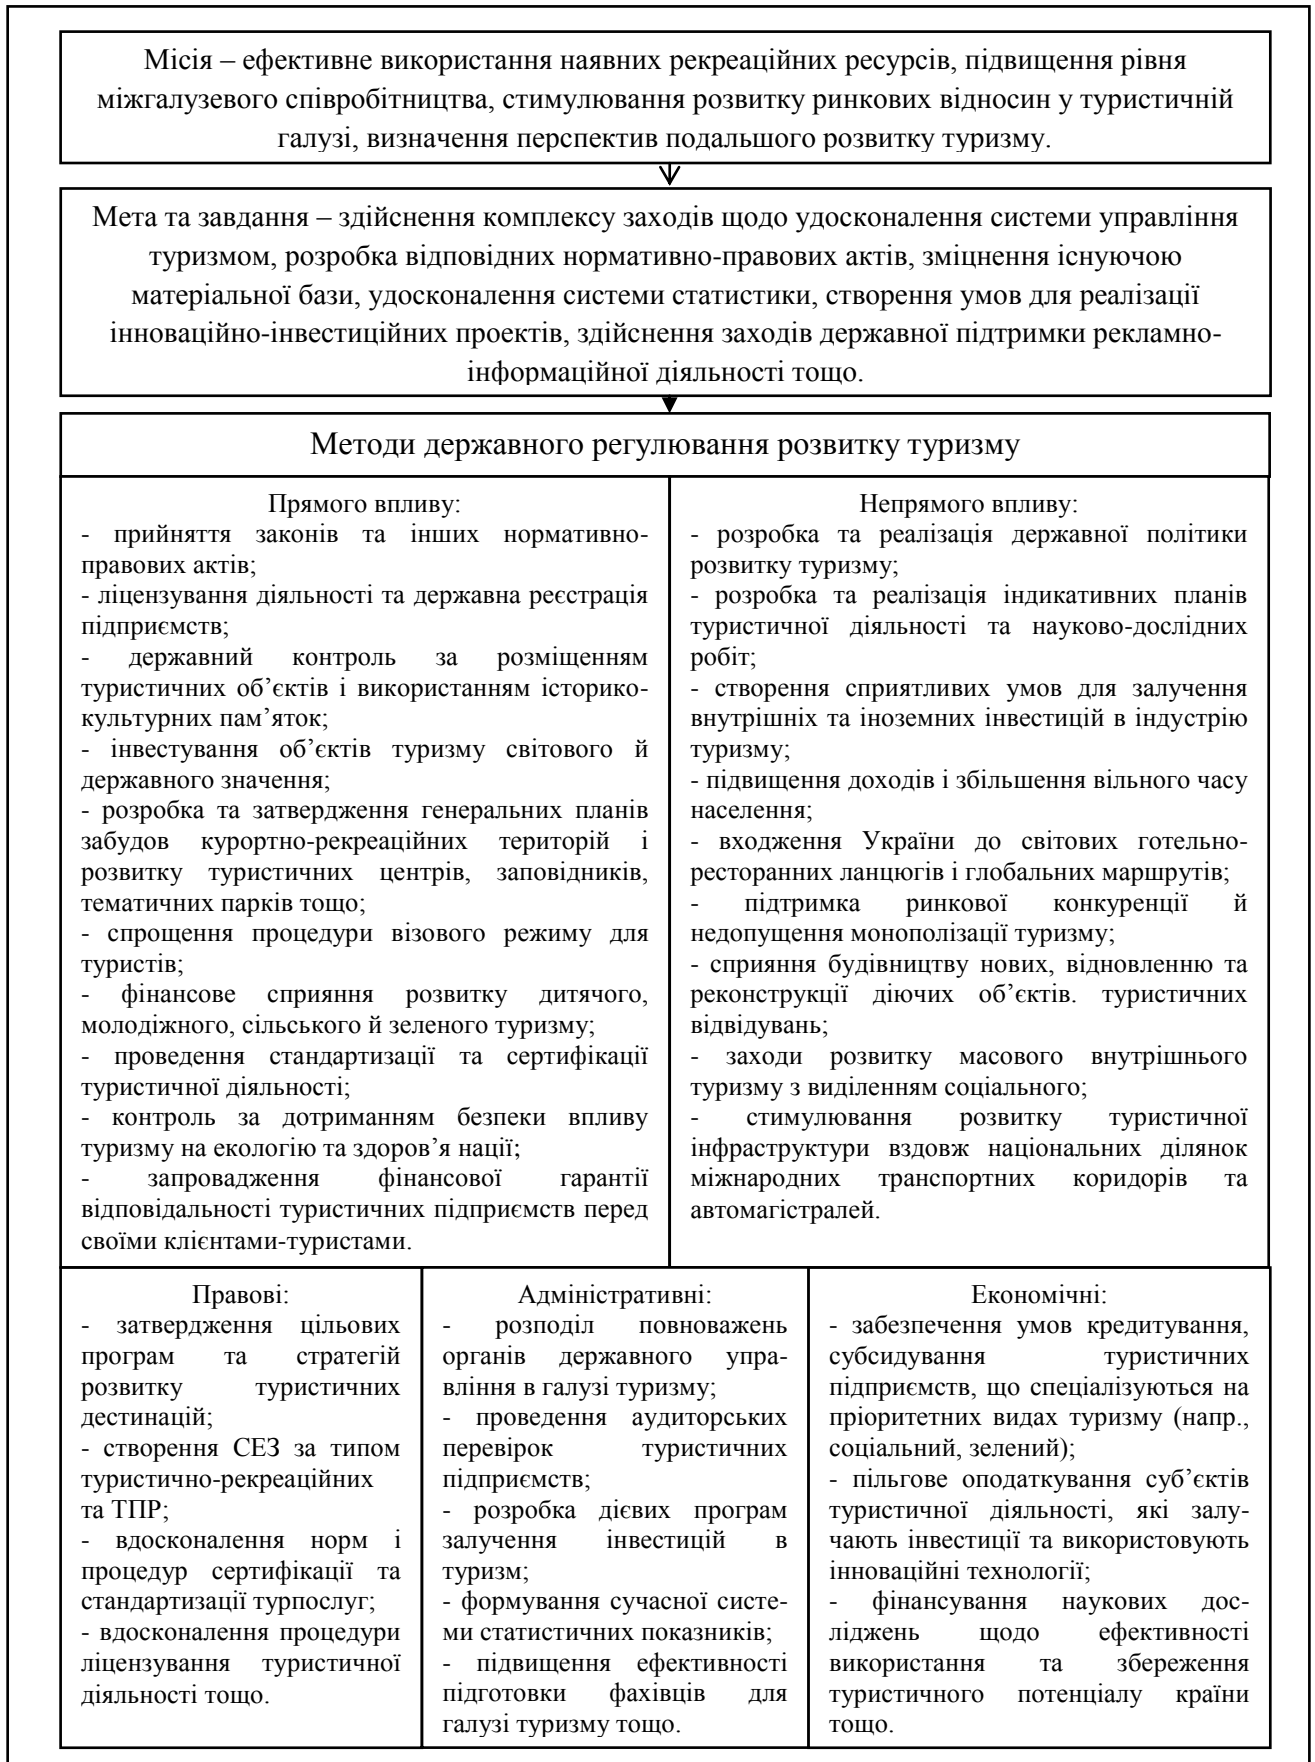 Місія – ефективне використання наявних рекреаційних ресурсів, підвищення рівня
міжгалузевого співробітництва, стимулювання розвитку ринкових відносин у туристичній
галузі, визначення перспектив подальшого розвитку туризму.
Мета та завдання – здійснення комплексу заходів щодо удосконалення системи управління
туризмом, розробка відповідних нормативно-правових актів, зміцнення існуючою
матеріальної бази, удосконалення системи статистики, створення умов для реалізації
інноваційно-інвестиційних проектів, здійснення заходів державної підтримки рекламно-
інформаційної діяльності тощо.
Методи державного регулювання розвитку туризму
Прямого впливу:
- прийняття законів та інших нормативно-
правових актів;
- ліцензування діяльності та державна реєстрація
підприємств;
- державний контроль за розміщенням
туристичних об’єктів і використанням історико-
культурних пам’яток;
- інвестування об’єктів туризму світового й
державного значення;
- розробка та затвердження генеральних планів
забудов курортно-рекреаційних територій і
розвитку туристичних центрів, заповідників,
тематичних парків тощо;
- спрощення процедури візового режиму для
туристів;
- фінансове сприяння розвитку дитячого,
молодіжного, сільського й зеленого туризму;
- проведення стандартизації та сертифікації
туристичної діяльності;
- контроль за дотриманням безпеки впливу
туризму на екологію та здоров’я нації;
- запровадження фінансової гарантії
відповідальності туристичних підприємств перед
своїми клієнтами-туристами.
Непрямого впливу:
- розробка та реалізація державної політики
розвитку туризму;
- розробка та реалізація індикативних планів
туристичної діяльності та науково-дослідних
робіт;
- створення сприятливих умов для залучення
внутрішніх та іноземних інвестицій в індустрію
туризму;
- підвищення доходів і збільшення вільного часу
населення;
- входження України до світових готельно-
ресторанних ланцюгів і глобальних маршрутів;
- підтримка ринкової конкуренції й
недопущення монополізації туризму;
- сприяння будівництву нових, відновленню та
реконструкції діючих об’єктів. туристичних
відвідувань;
- заходи розвитку масового внутрішнього
туризму з виділенням соціального;
- стимулювання розвитку туристичної
інфраструктури вздовж національних ділянок
міжнародних транспортних коридорів та
автомагістралей.
Правові:
- затвердження цільових
програм та стратегій
розвитку туристичних
дестинацій;
- створення СЕЗ за типом
туристично-рекреаційних
та ТПР;
- вдосконалення норм і
процедур сертифікації та
стандартизації турпослуг;
- вдосконалення процедури
ліцензування туристичної
діяльності тощо.
Адміністративні:
- розподіл повноважень
органів державного упра-
вління в галузі туризму;
- проведення аудиторських
перевірок туристичних
підприємств;
- розробка дієвих програм
залучення інвестицій в
туризм;
- формування сучасної систе-
ми статистичних показників;
- підвищення ефективності
підготовки фахівців для
галузі туризму тощо.
Економічні:
- забезпечення умов кредитування,
субсидування туристичних
підприємств, що спеціалізуються на
пріоритетних видах туризму (напр.,
соціальний, зелений);
- пільгове оподаткування суб’єктів
туристичної діяльності, які залу-
чають інвестиції та використовують
інноваційні технології;
- фінансування наукових дос-
ліджень щодо ефективності
використання та збереження
туристичного потенціалу країни
тощо.